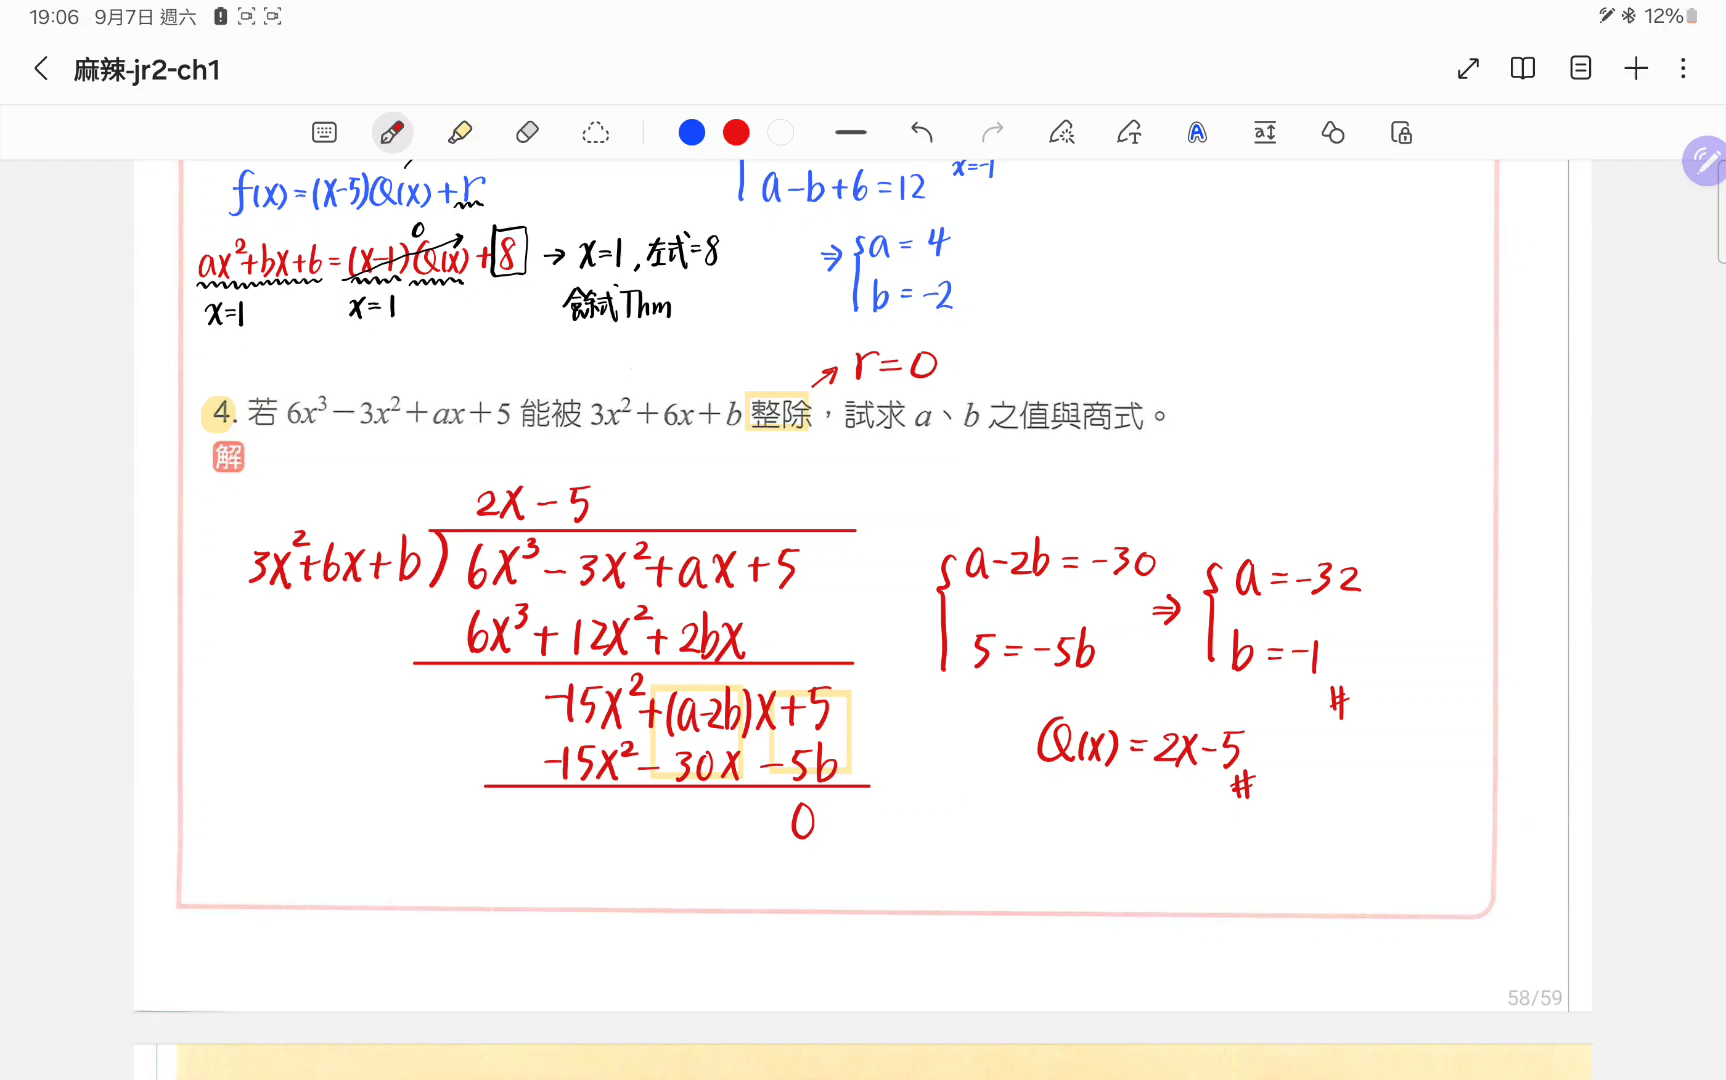 19:06 9月7日 週六 12%
麻辣-jr2-ch1
f(x)=(x-5)Q(x)+r
a-b+6=12 x=-1
ax²+bx+6=(x-1)Q(x)+8 → x=1,左式=8
0
x=1 x=1 餘式Thm
⇒ { a=4
b=-2
r=0
4. 若 6x³－3x²＋ax＋5 能被 3x²＋6x＋b 整除，試求 a、b 之值與商式。
解
2x-5
3x²+6x+b ) 6x³-3x²+ax+5
6x³+12x²+2bx
-15x²+(a-2b)x+5
-15x²-30x-5b
0
{ a-2b=-30
5=-5b
⇒ { a=-32
b=-1
#
Q(x)=2x-5
#
58/59